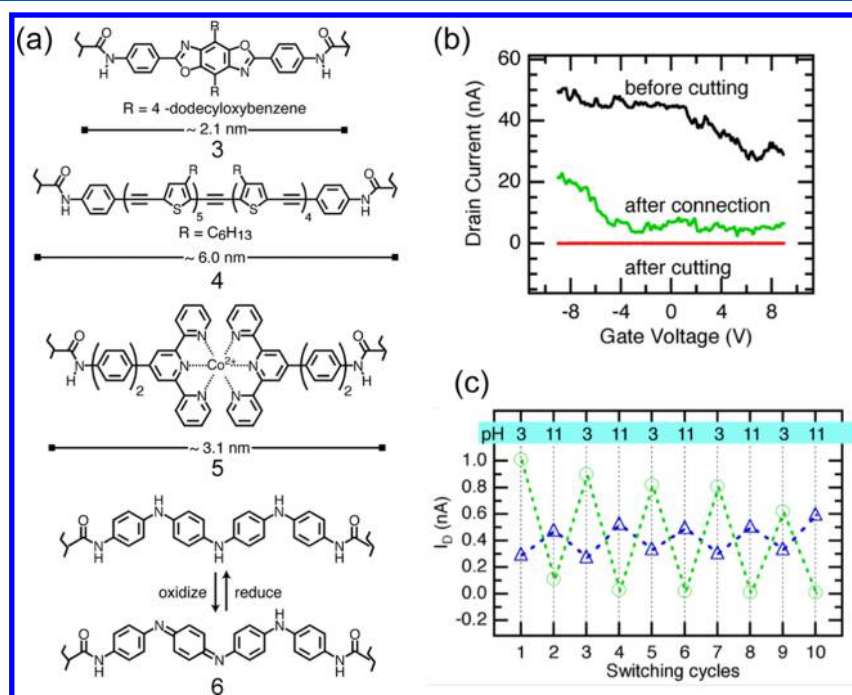 (a)
O
N
H
R
N
O
O
N
R
N
H
O
R = 4 -dodecyloxybenzene
~ 2.1 nm
3
O
N
H
R
S
5
R
S
4
N
H
O
R = C6H13
~ 6.0 nm
4
O
N
H
2
N
N
N
Co2+
N
N
N
2
N
H
O
~ 3.1 nm
5
O
N
H
H
N
N
H
H
N
N
H
O
oxidize
reduce
O
N
H
N
N
H
N
N
H
O
6
(b)
Drain Current (nA)
60
40
20
0
before cutting
after connection
after cutting
-8 -4 0 4 8
Gate Voltage (V)
(c)
pH 3 11 3 11 3 11 3 11 3 11
ID (nA)
1.0
0.8
0.6
0.4
0.2
0.0
-0.2
1 2 3 4 5 6 7 8 9 10
Switching cycles